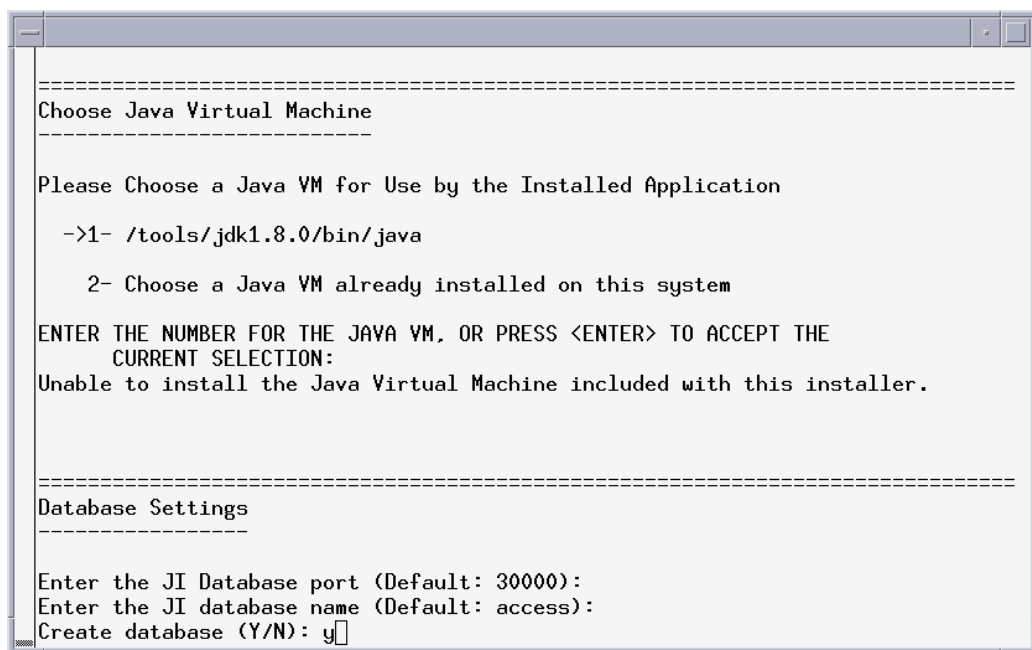 ================================================================================
Choose Java Virtual Machine
---------------------------
Please Choose a Java VM for Use by the Installed Application
->1- /tools/jdk1.8.0/bin/java
2- Choose a Java VM already installed on this system
ENTER THE NUMBER FOR THE JAVA VM, OR PRESS <ENTER> TO ACCEPT THE
CURRENT SELECTION:
Unable to install the Java Virtual Machine included with this installer.
================================================================================
Database Settings
-----------------
Enter the JI Database port (Default: 30000):
Enter the JI database name (Default: access):
Create database (Y/N): y